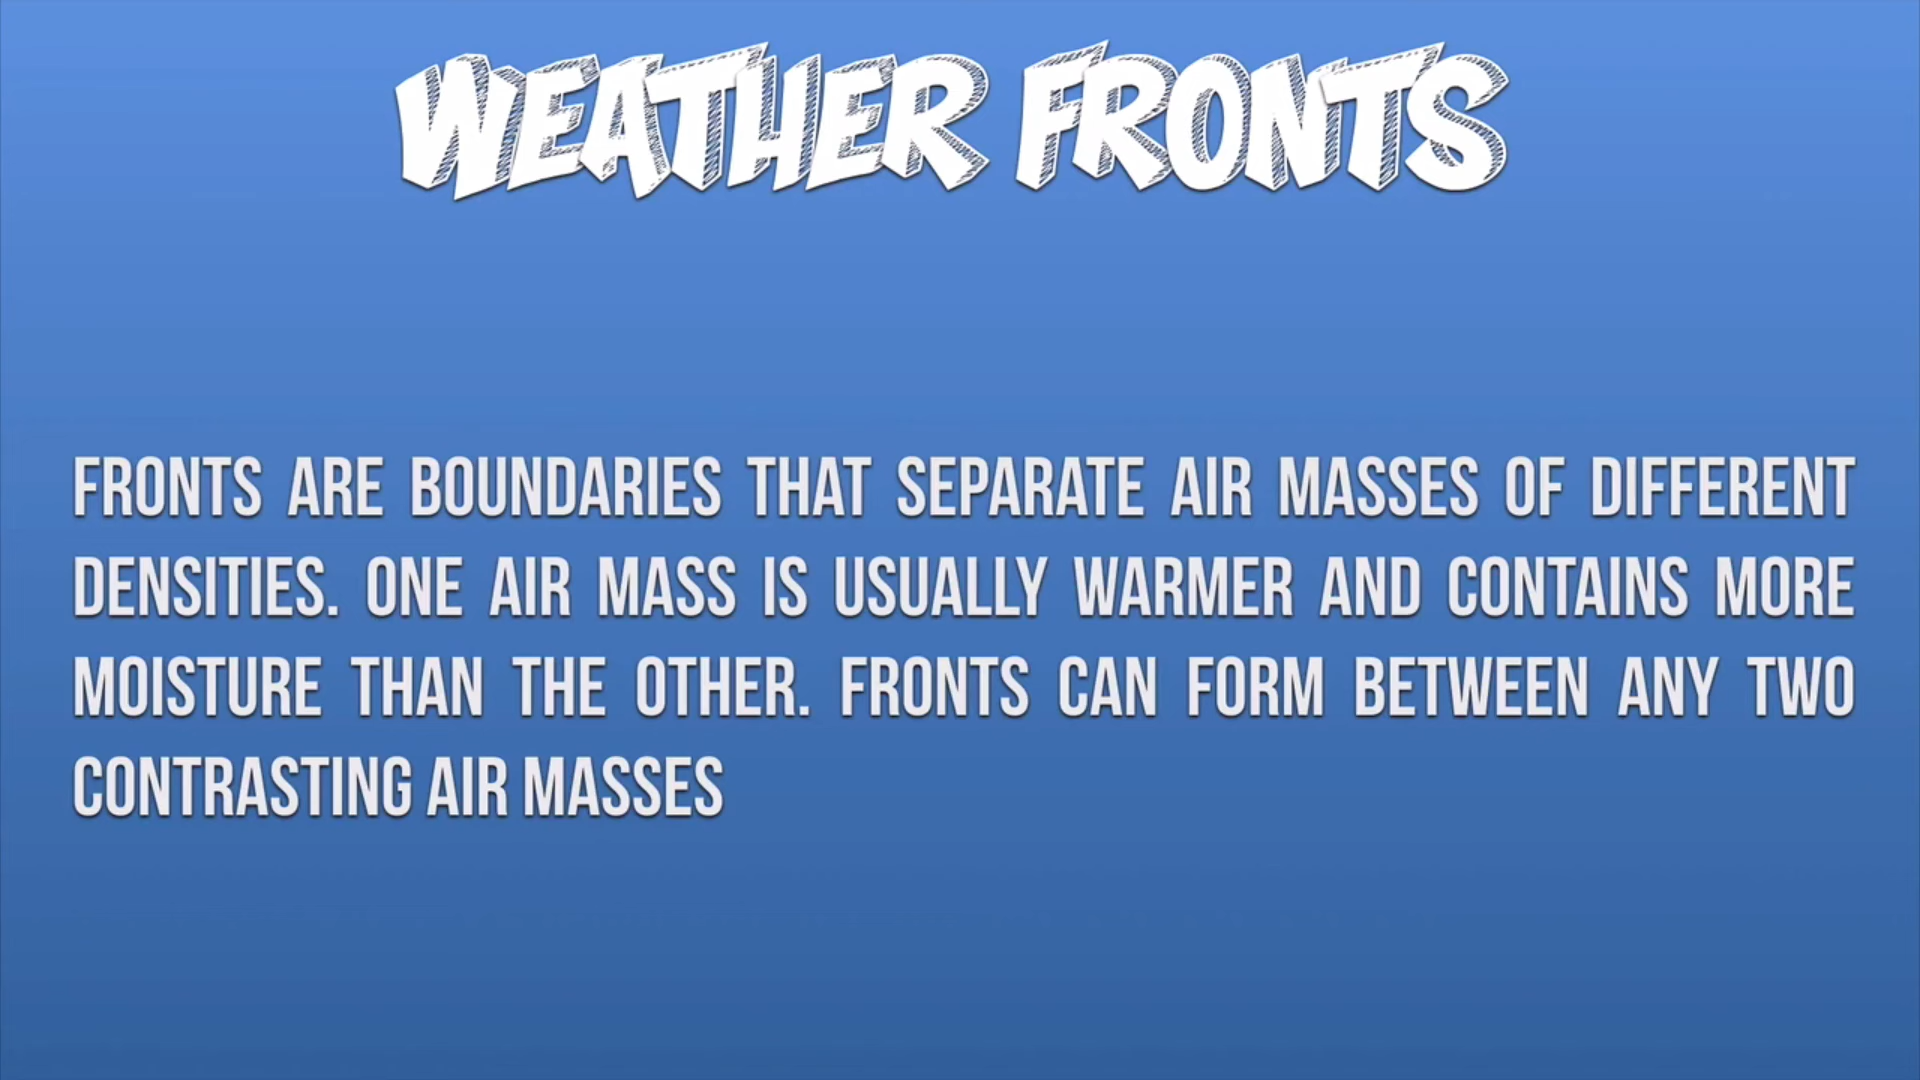 WEATHER FRONTS
FRONTS ARE BOUNDARIES THAT SEPARATE AIR MASSES OF DIFFERENT
DENSITIES. ONE AIR MASS IS USUALLY WARMER AND CONTAINS MORE
MOISTURE THAN THE OTHER. FRONTS CAN FORM BETWEEN ANY TWO
CONTRASTING AIR MASSES